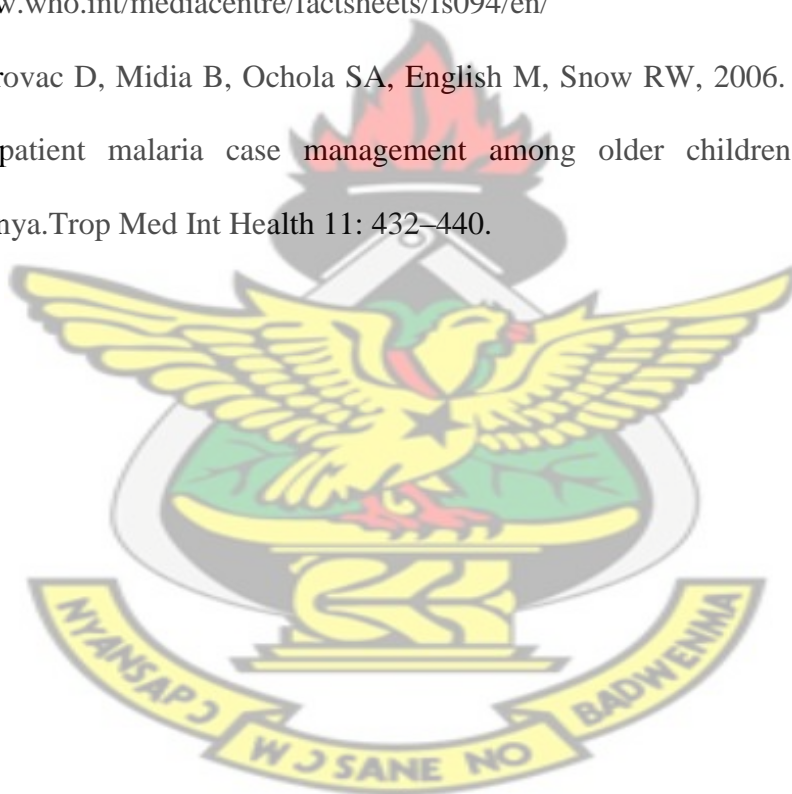 w.who.int/mediacentre/factsheets/fs094/en/
rovac D, Midia B, Ochola SA, English M, Snow RW, 2006.
patient malaria case management among older children
nya.Trop Med Int Health 11: 432–440.
NYANSAPƆ
WƆSANE NO
BADWENMA